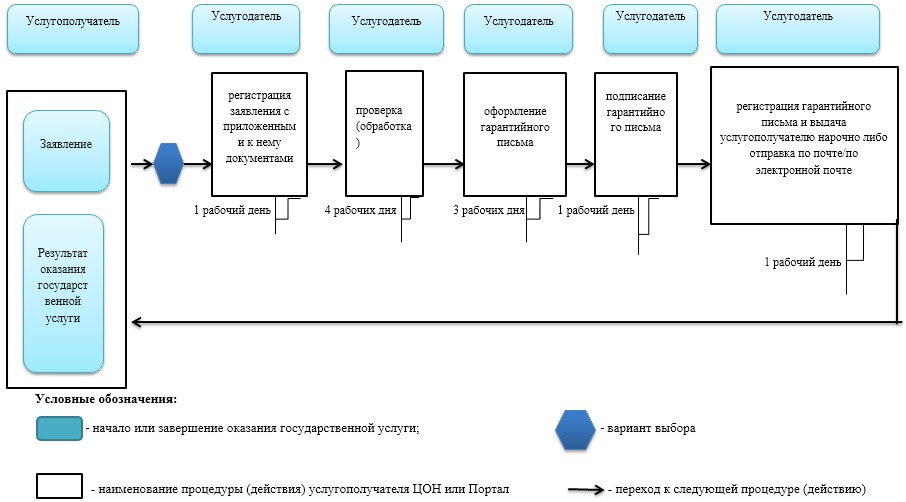 Услугополучатель
Услугодатель
Услугодатель
Услугодатель
Услугодатель
Услугодатель
Заявление
Результат
оказания
государст
венной
услуги
регистрация
заявления с
приложенным
и к нему
документами
1 рабочий день
проверка
(обработка
)
4 рабочих дня
оформление
гарантийного
письма
3 рабочих дня
подписание
гарантийно
го письма
1 рабочий день
регистрация гарантийного
письма и выдача
услугополучателю нарочно либо
отправка по почте/по
электронной почте
1 рабочий день
Условные обозначения:
- начало или завершение оказания государственной услуги;
- вариант выбора
- наименование процедуры (действия) услугополучателя ЦОН или Портал
- переход к следующей процедуре (действию)